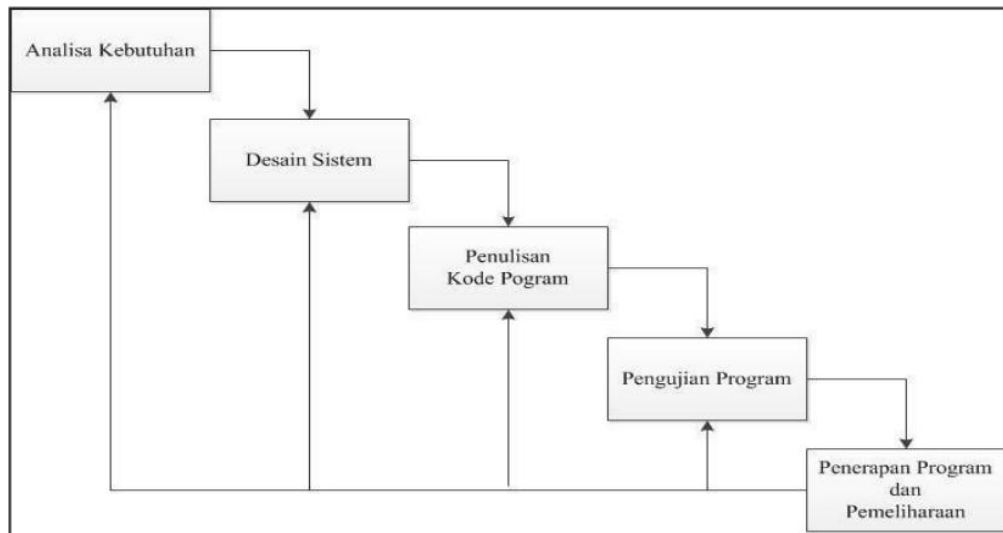 Analisa Kebutuhan
Desain Sistem
Penulisan
Kode Pogram
Pengujian Program
Penerapan Program
dan
Pemeliharaan